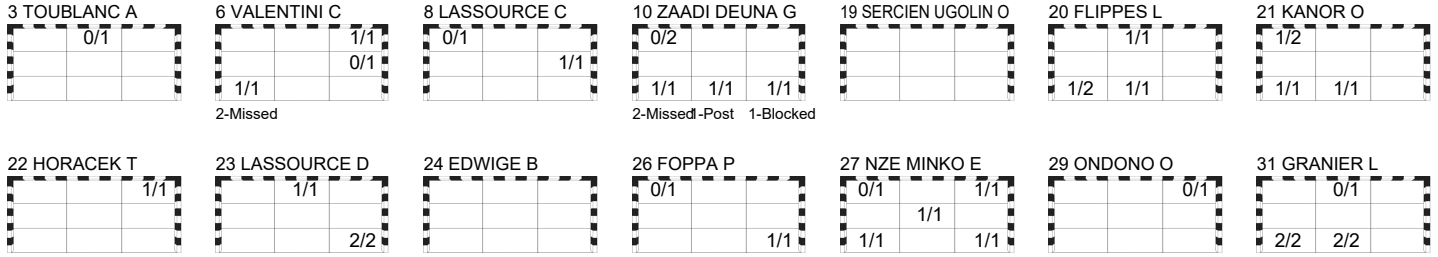 3 TOUBLANC A 6 VALENTINI C 8 LASSOURCE C 10 ZAADI DEUNA G 19 SERCIEN UGOLIN O 20 FLIPPES L 21 KANOR O
0/1 1/1 0/1 0/2 1/1 1/2
0/1 1/1
1/1 1/1 1/1 1/1 1/2 1/1 1/1 1/1
2-Missed 2-Missed 1-Post 1-Blocked
22 HORACEK T 23 LASSOURCE D 24 EDWIGE B 26 FOPPA P 27 NZE MINKO E 29 ONDONO O 31 GRANIER L
1/1 1/1 0/1 0/1 1/1 0/1 0/1
1/1
2/2 1/1 1/1 1/1 2/2 2/2